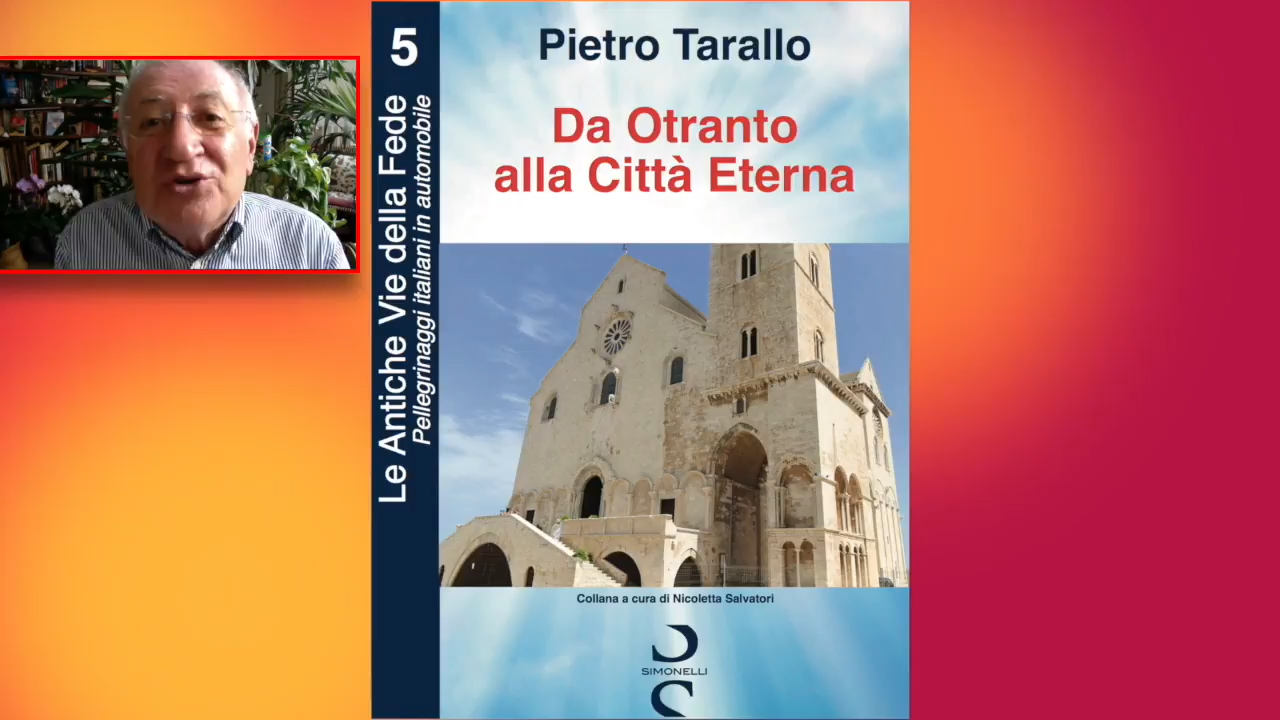 5
Le Antiche Vie della Fede
Pellegrinaggi italiani in automobile
Pietro Tarallo
Da Otranto
alla Città Eterna
Collana a cura di Nicoletta Salvatori
SIMONELLI